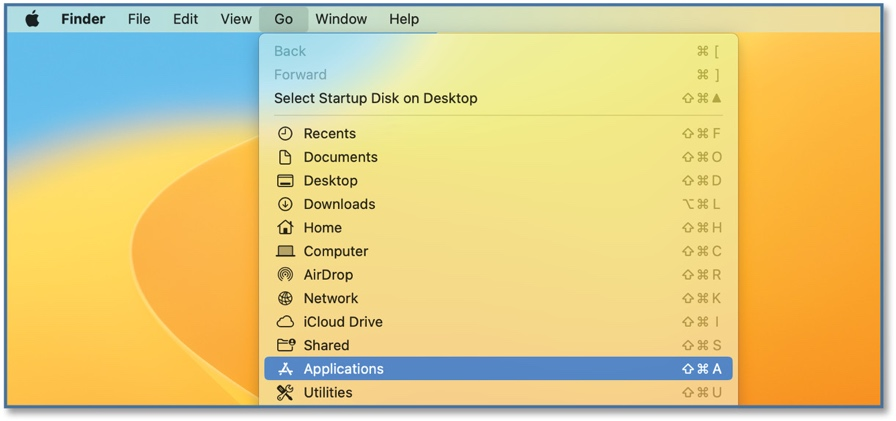 Finder File Edit View Go Window Help
Back ⌘ [
Forward ⌘ ]
Select Startup Disk on Desktop ⇧⌘▲
Recents ⇧⌘F
Documents ⇧⌘O
Desktop ⇧⌘D
Downloads ⌥⌘L
Home ⇧⌘H
Computer ⇧⌘C
AirDrop ⇧⌘R
Network ⇧⌘K
iCloud Drive ⇧⌘I
Shared ⇧⌘S
Applications ⇧⌘A
Utilities ⇧⌘U